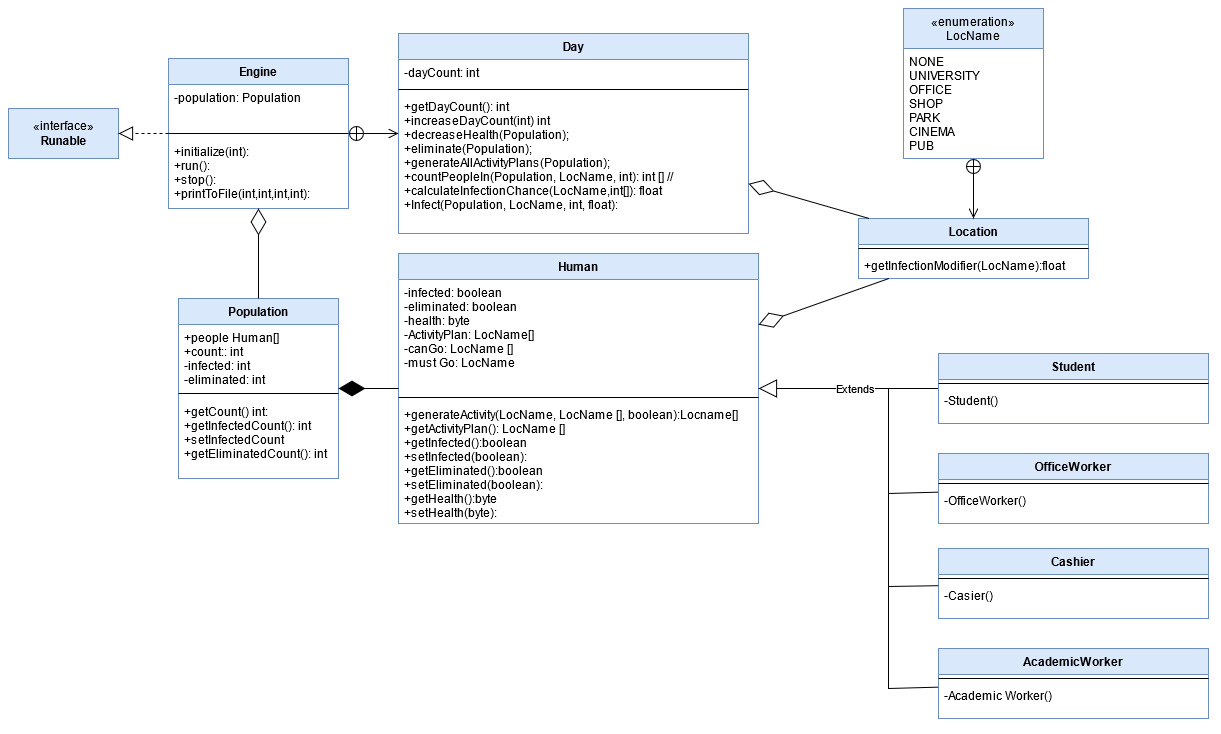 «interface»
Runable
Engine
-population: Population
+initialize(int):
+run():
+stop():
+printToFile(int,int,int,int):
Day
-dayCount: int
+getDayCount(): int
+increaseDayCount(int) int
+decreaseHealth(Population);
+eliminate(Population);
+generateAllActivityPlans(Population);
+countPeopleIn(Population, LocName, int): int [] //
+calculateInfectionChance(LocName,int[]): float
+Infect(Population, LocName, int, float):
«enumeration»
LocName
NONE
UNIVERSITY
OFFICE
SHOP
PARK
CINEMA
PUB
Location
+getInfectionModifier(LocName):float
Population
+people Human[]
+count:: int
-infected: int
-eliminated: int
+getCount() int:
+getInfectedCount(): int
+setInfectedCount
+getEliminatedCount(): int
Human
-infected: boolean
-eliminated: boolean
-health: byte
-ActivityPlan: LocName[]
-canGo: LocName []
-must Go: LocName
+generateActivity(LocName, LocName [], boolean):Locname[]
+getActivityPlan(): LocName []
+getInfected():boolean
+setInfected(boolean):
+getEliminated():boolean
+setEliminated(boolean):
+getHealth():byte
+setHealth(byte):
Extends
Student
-Student()
OfficeWorker
-OfficeWorker()
Cashier
-Casier()
AcademicWorker
-Academic Worker()